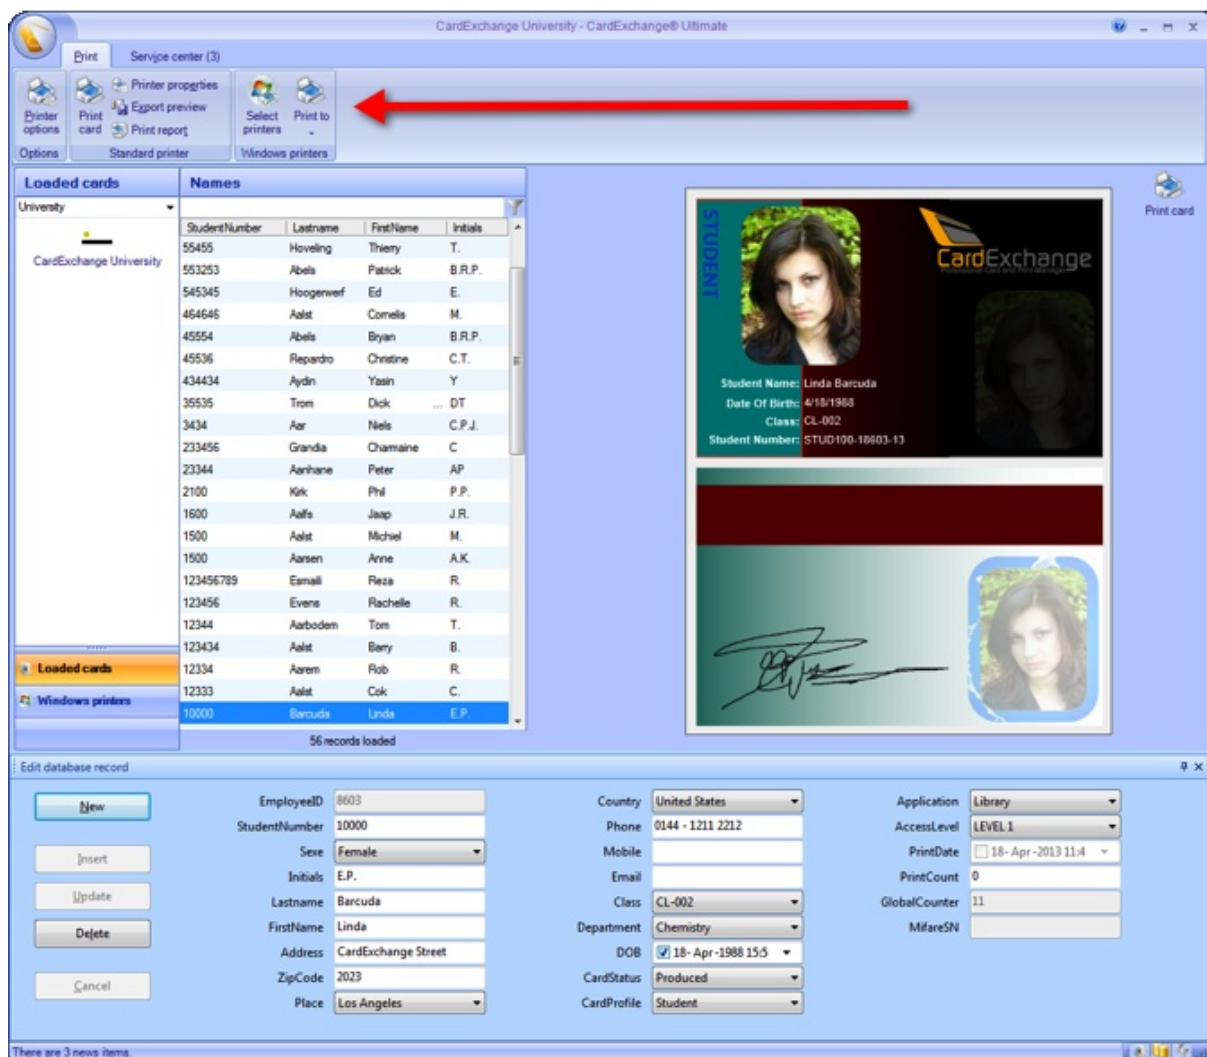 CardExchange University - CardExchange® Ultimate
Print Service center (3)
Printer options
Print card
Printer properties
Export preview
Print report
Select printers
Print to
Options Standard printer Windows printers
Loaded cards
University
CardExchange University
Loaded cards
Windows printers
Names
StudentNumber Lastname FirstName Initials
55455 Hoveling Thierry T.
553253 Abels Patrick B.R.P.
545345 Hoogerwerf Ed E.
464646 Aalst Cornelis M.
45554 Abels Bryan B.R.P.
45536 Repardro Christine C.T.
434434 Aydin Yasin Y
35535 Trom Dick ... DT
3434 Aar Niels C.P.J.
233456 Grandia Charmaine C
23344 Aanhane Peter AP
2100 Kirk Phil P.P.
1600 Aalfs Jaap J.R.
1500 Aalst Michiel M.
1500 Aarsen Anne A.K.
123456789 Esmaili Reza R.
123456 Evens Rachelle R.
12344 Aarbodem Tom T.
123434 Aalst Barry B.
12334 Aarem Rob R.
12333 Aalst Cok C.
10000 Barcuda Linda E.P.
56 records loaded
STUDENT
CardExchange
Professional Card and Print Manager
Student Name: Linda Barcuda
Date Of Birth: 4/18/1988
Class: CL-002
Student Number: STUD100-18603-13
Print card
Edit database record
New
Insert
Update
Delete
Cancel
EmployeeID 8603
StudentNumber 10000
Sexe Female
Initials E.P.
Lastname Barcuda
FirstName Linda
Address CardExchange Street
ZipCode 2023
Place Los Angeles
Country United States
Phone 0144 - 1211 2212
Mobile
Email
Class CL-002
Department Chemistry
DOB 18- Apr -1988 15:5
CardStatus Produced
CardProfile Student
Application Library
AccessLevel LEVEL 1
PrintDate 18- Apr -2013 11:4
PrintCount 0
GlobalCounter 11
MifareSN
There are 3 news items.